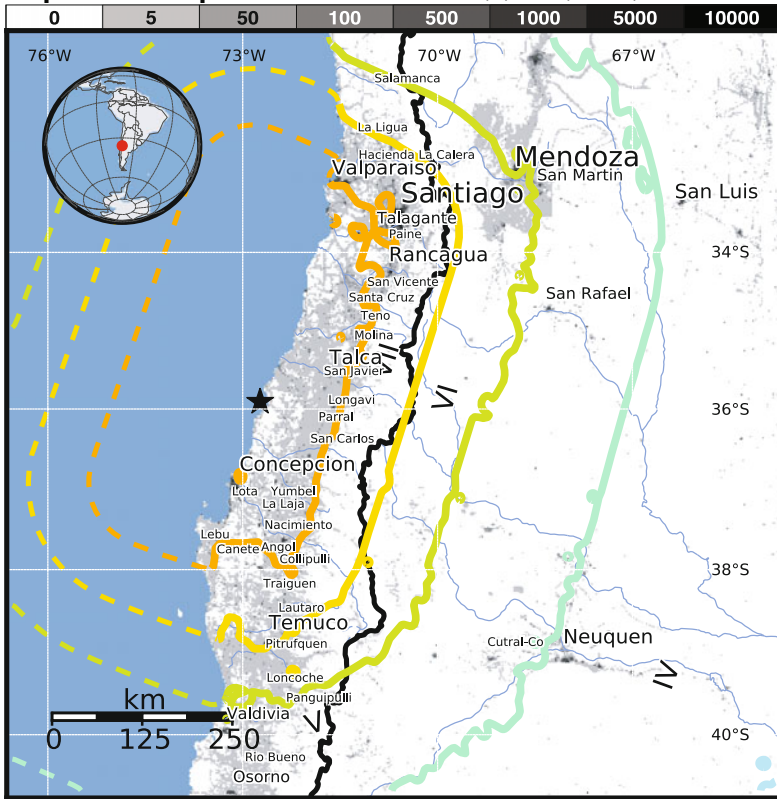 0 5 50 100 500 1000 5000 10000
76°W 73°W 70°W 67°W
Salamanca
La Ligua
Hacienda La Calera
Mendoza
Valparaiso
San Martin
Santiago
San Luis
Talagante
Paine
34°S
Rancagua
San Vicente
San Rafael
Santa Cruz
Teno
Molina
Talca
VII
San Javier
VI
Longavi
36°S
Parral
San Carlos
Concepcion
Lota
Yumbel
La Laja
Nacimiento
Lebu
Canete
Angol
Collipulli
38°S
Traiguen
Lautaro
Temuco
Neuquen
Pitrufquen
Cutral-Co
Loncoche
IV
km
Panguipulli
Valdivia
V
0 125 250
40°S
Rio Bueno
Osorno